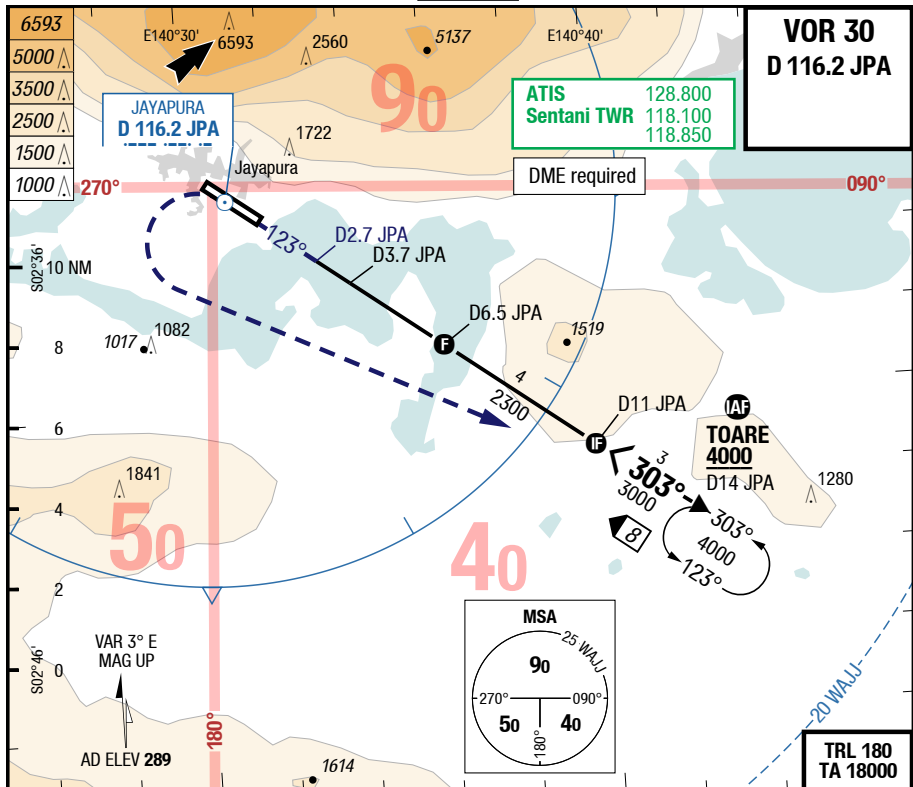 6593
5000
3500
2500
1500
1000
E140°30'
6593
2560
5137
E140°40'
90
VOR 30
D 116.2 JPA
ATIS 128.800
Sentani TWR 118.100
118.850
JAYAPURA
D 116.2 JPA
1722
Jayapura
DME required
270°
090°
123°
D2.7 JPA
D3.7 JPA
S02°36'
10 NM
D6.5 JPA
F
1519
1017
1082
8
4
2300
D11 JPA
IF
IAF
TOARE
4000
D14 JPA
6
3
303°
3000
1280
1841
4
50
40
8
303°
4000
123°
2
MSA
25 WAJJ
90
270°
090°
50
40
180°
VAR 3° E
MAG UP
S02°46'
0
20 WAJJ
180°
AD ELEV 289
1614
TRL 180
TA 18000